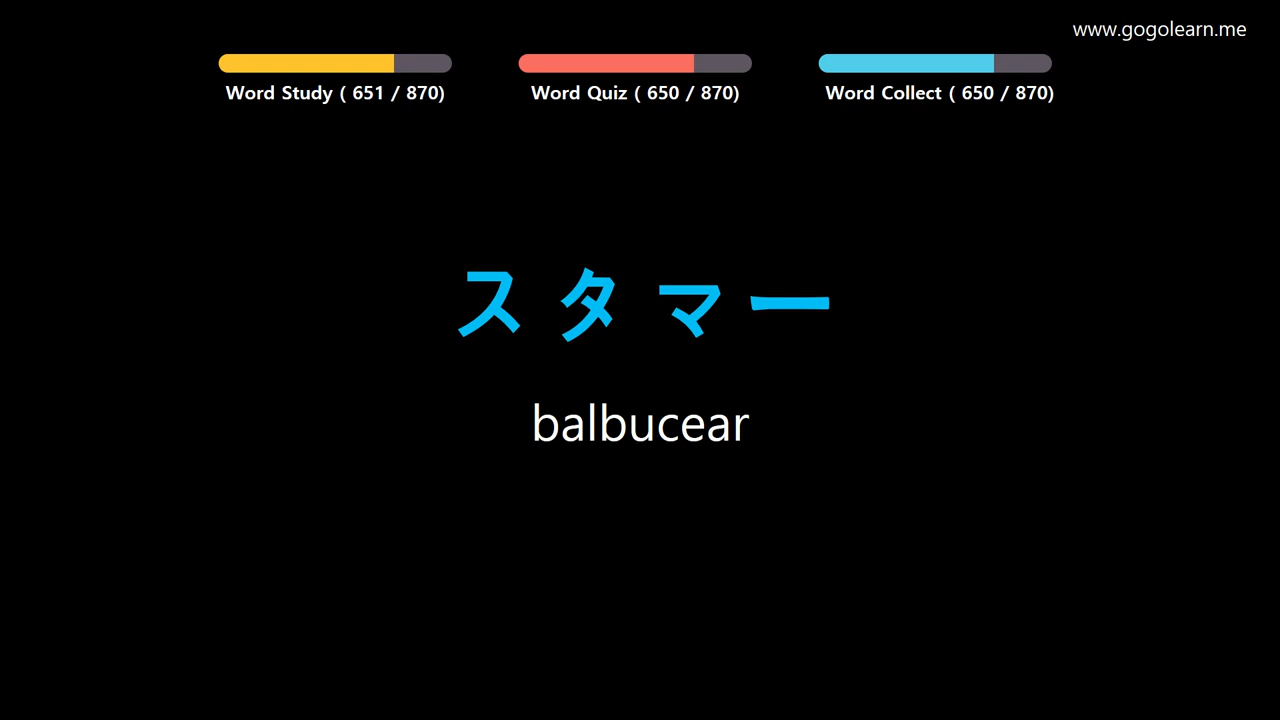 www.gogolearn.me
Word Study ( 651 / 870)
Word Quiz ( 650 / 870)
Word Collect ( 650 / 870)
スタマー
balbucear